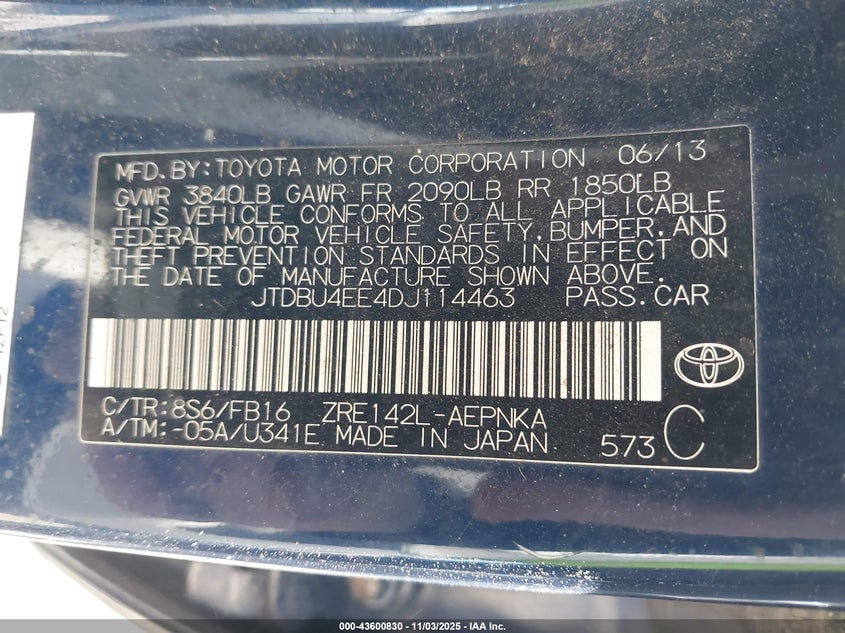 MFD.BY:TOYOTA MOTOR CORPORATION 06/13
GVWR 3840LB GAWR FR 2090LB RR 1850LB
THIS VEHICLE CONFORMS TO ALL APPLICABLE
FEDERAL MOTOR VEHICLE SAFETY,BUMPER,AND
THEFT PREVENTION STANDARDS IN EFFECT ON
THE DATE OF MANUFACTURE SHOWN ABOVE.
JTDBU4EE4DJ114463 PASS.CAR
C/TR:8S6/FB16 ZRE142L-AEPNKA
A/TM:-05A/U341E MADE IN JAPAN 573 C
000-43600830 - 11/03/2025 - IAA Inc.